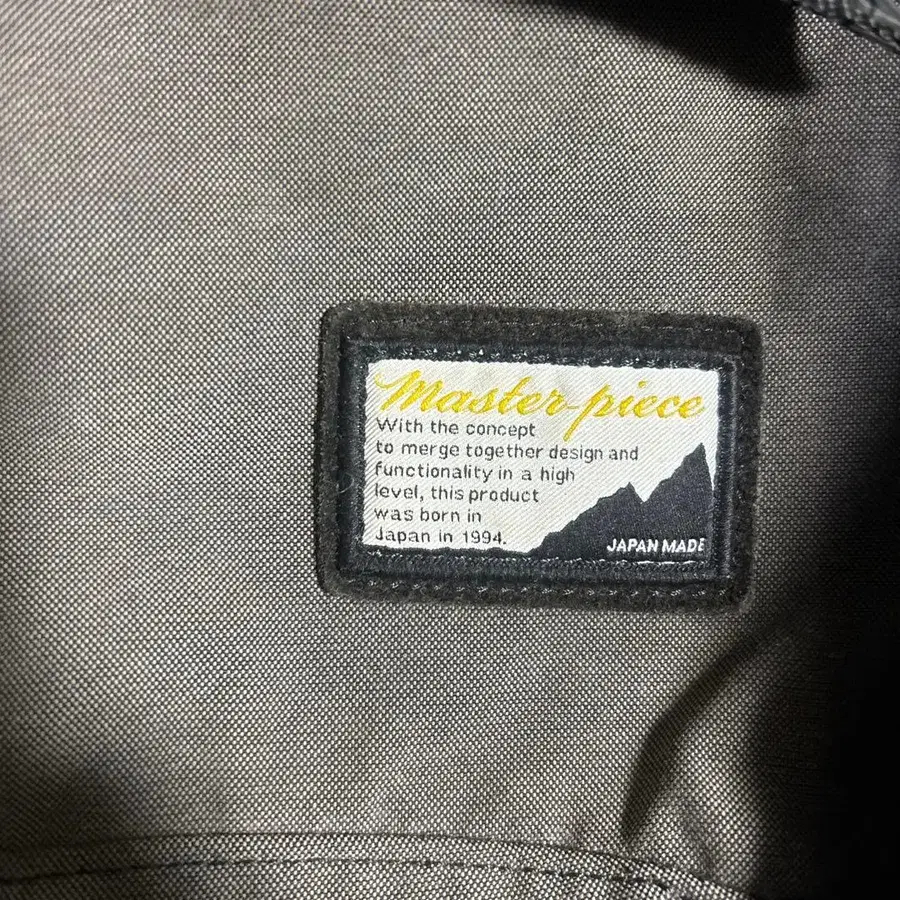 Master-piece
With the concept
to merge together design and
functionality in a high
level, this product
was born in
Japan in 1994.
JAPAN MADE